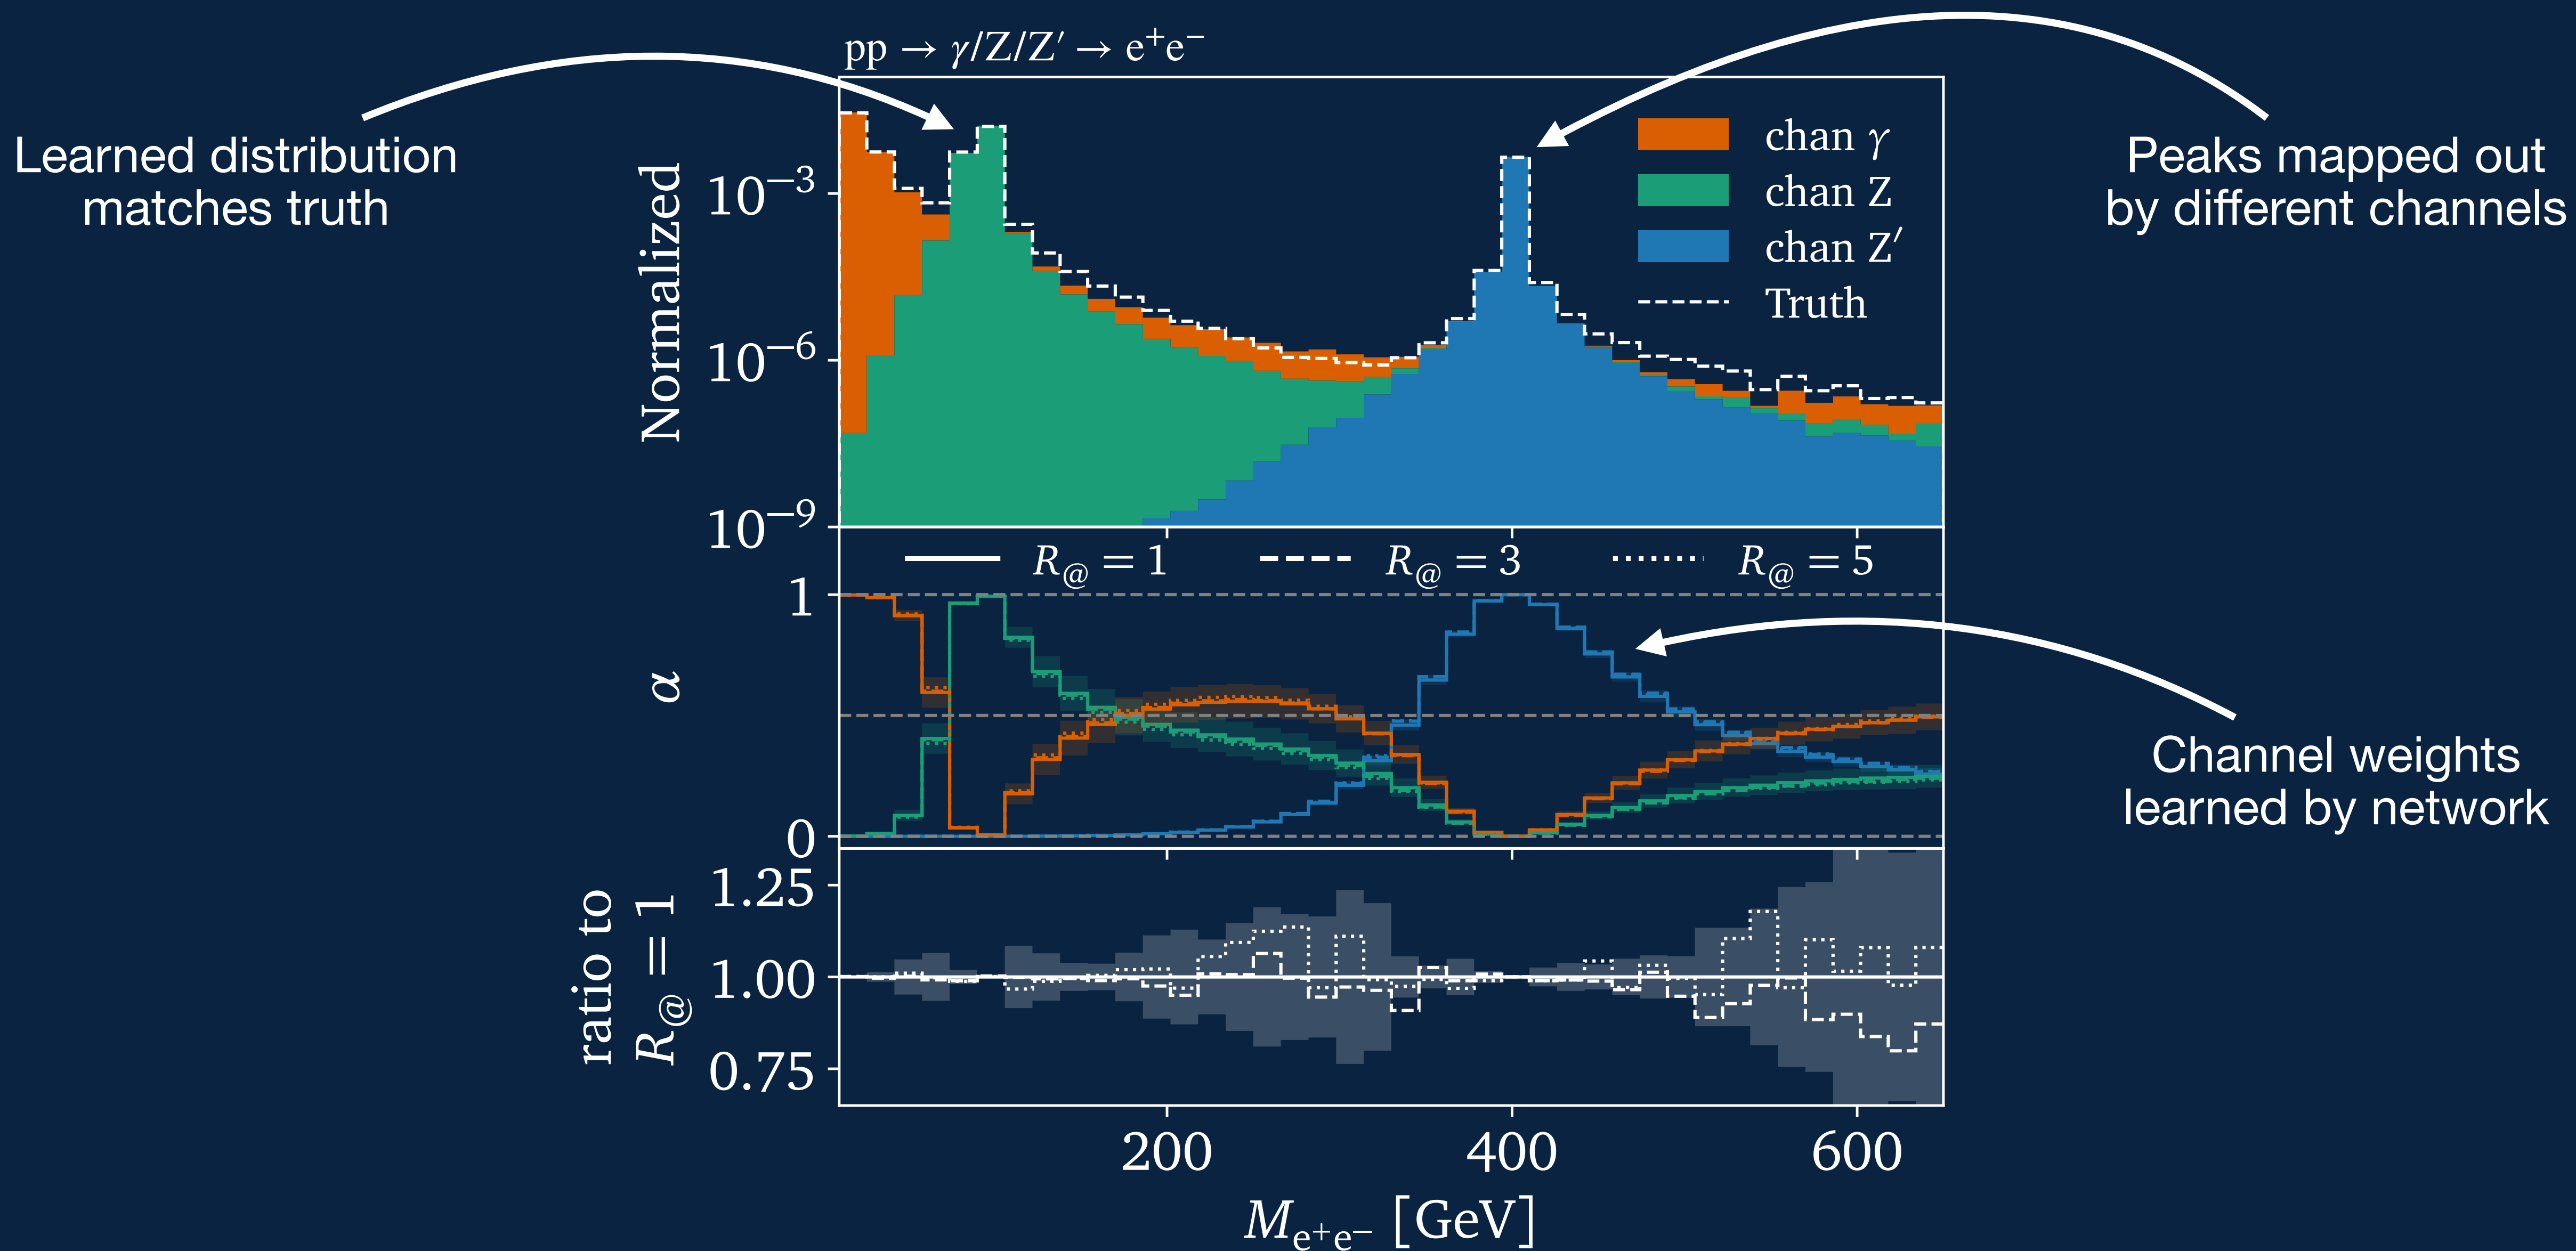 pp → γ/Z/Z′ → e⁺e⁻
Learned distribution
matches truth
Peaks mapped out
by different channels
Normalized
10⁻³
10⁻⁶
10⁻⁹
chan γ
chan Z
chan Z′
Truth
R@ = 1
R@ = 3
R@ = 5
α
1
0
Channel weights
learned by network
ratio to
R@ = 1
1.25
1.00
0.75
200
400
600
Mₑ⁺ₑ⁻ [GeV]